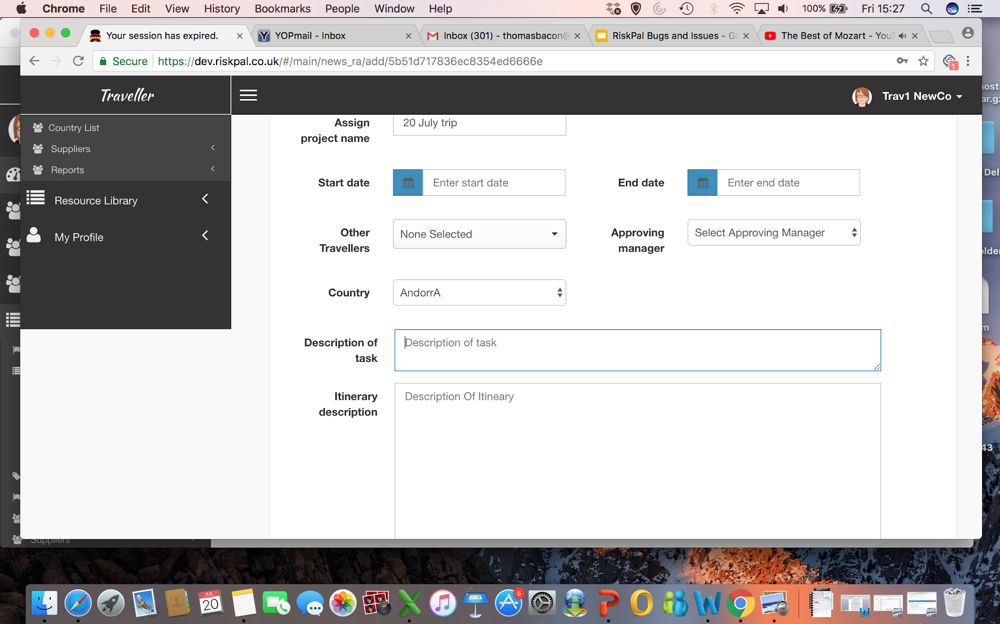 Chrome File Edit View History Bookmarks People Window Help 100% Fri 15:27
Your session has expired. YOPmail - Inbox Inbox (301) - thomasbacon@ RiskPal Bugs and Issues - Go The Best of Mozart - YouT
Secure https://dev.riskpal.co.uk/#/main/news_ra/add/5b51d717836ec8354ed6666e 1
Traveller Trav1 NewCo
Assign project name 20 July trip
Country List
Suppliers
Reports
Start date Enter start date End date Enter end date
Resource Library
My Profile
Other Travellers None Selected Approving manager Select Approving Manager
Country AndorrA
Description of task Description of task
Itinerary description Description Of Itineary
Suppliers
43
JUL
20
6